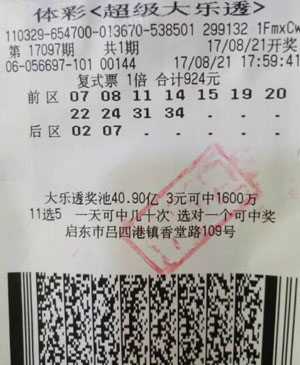 体彩<超级大乐透>
110329-654700-013670-538501 299132 1FmxCw
第 17097期 共1期 17/08/21开奖
06-056697-101 00144 17/08/21 17:59:41
复式票 1倍 合计924元
前区 07 08 11 14 15 19 20
22 24 31 34 . . .
. . . . . . .
后区 02 07 . . . . .
大乐透奖池40.90亿 3元可中1600万
11选5 一天可中几十次 选对一个可中奖
启东市吕四港镇香堂路109号